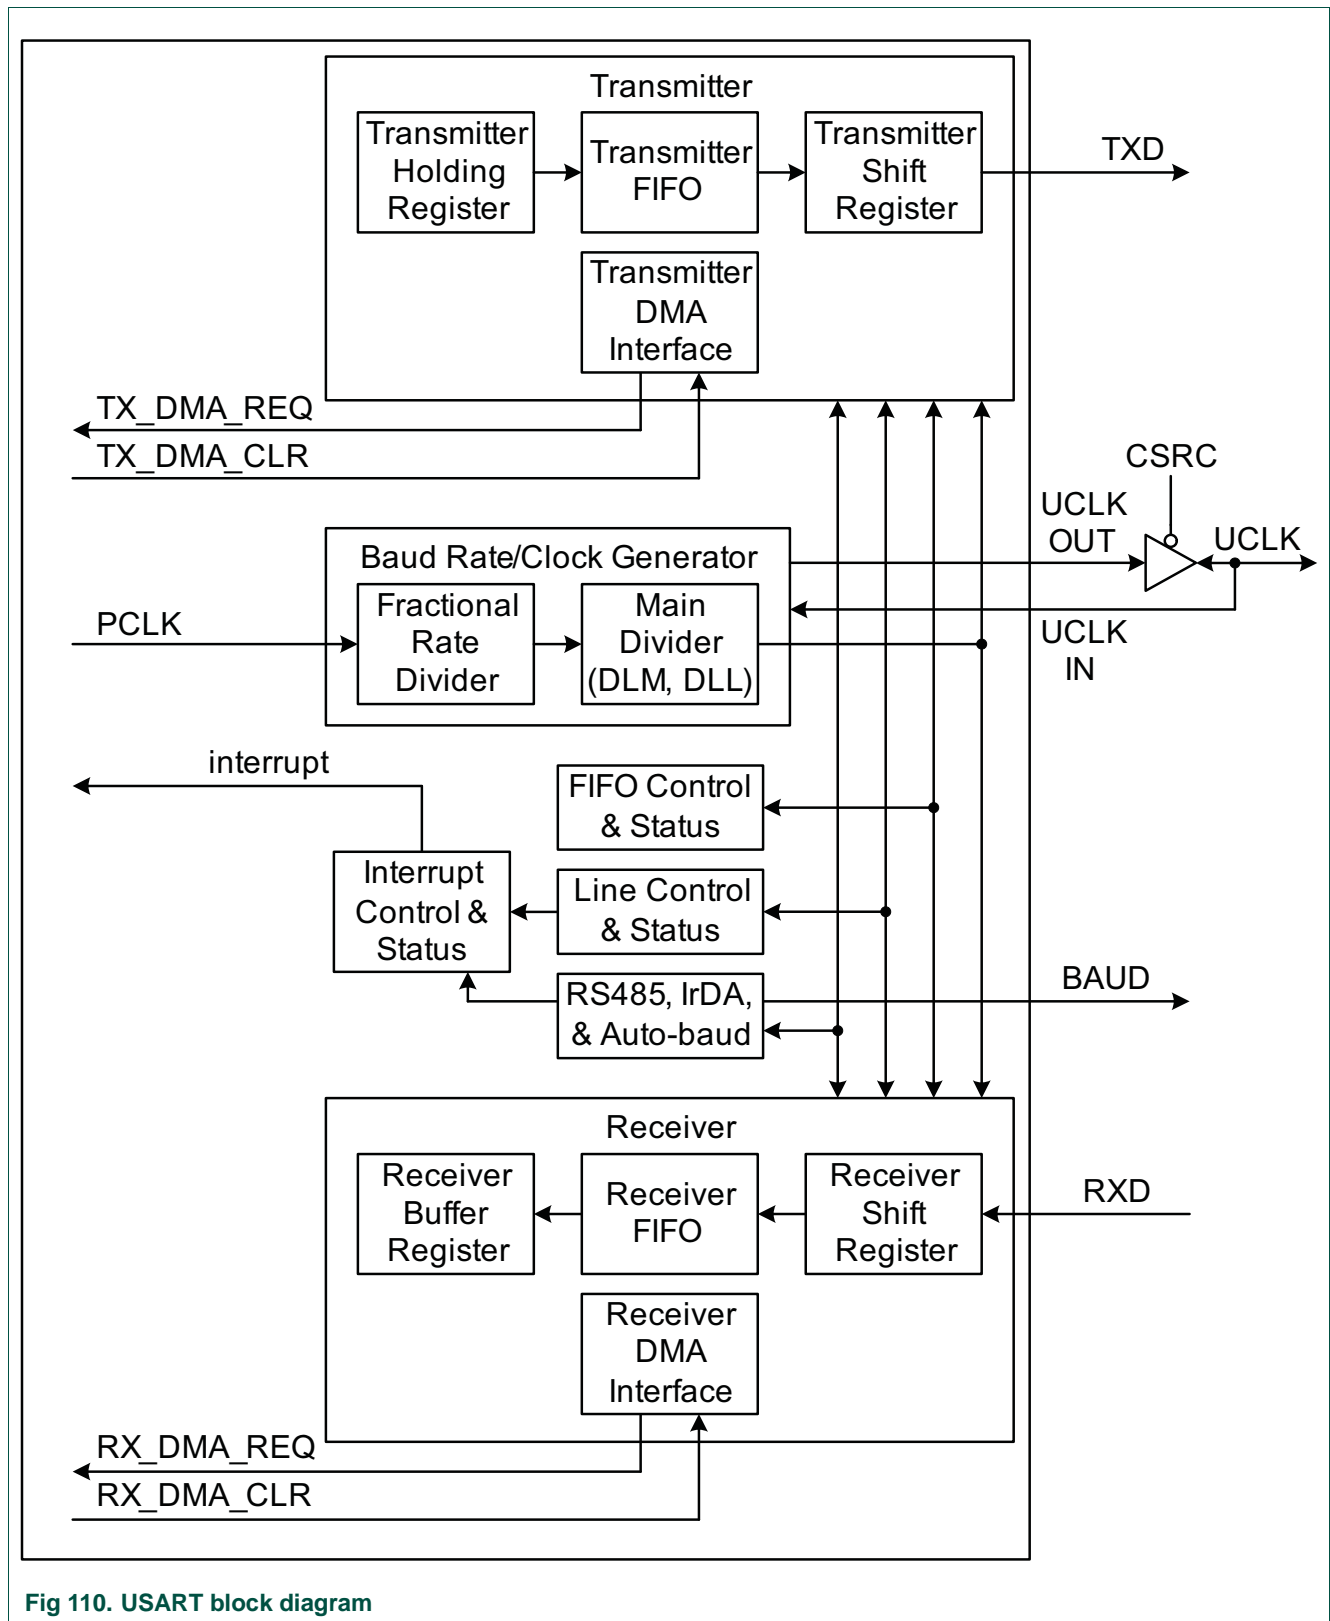 Transmitter
Transmitter
Holding
Register
Transmitter
FIFO
Transmitter
Shift
Register
TXD
Transmitter
DMA
Interface
TX_DMA_REQ
TX_DMA_CLR
CSRC
UCLK
OUT
UCLK
Baud Rate/Clock Generator
PCLK
Fractional
Rate
Divider
Main
Divider
(DLM, DLL)
UCLK
IN
interrupt
FIFO Control
& Status
Interrupt
Control &
Status
Line Control
& Status
RS485, IrDA,
& Auto-baud
BAUD
Receiver
Receiver
Buffer
Register
Receiver
FIFO
Receiver
Shift
Register
RXD
Receiver
DMA
Interface
RX_DMA_REQ
RX_DMA_CLR
Fig 110. USART block diagram